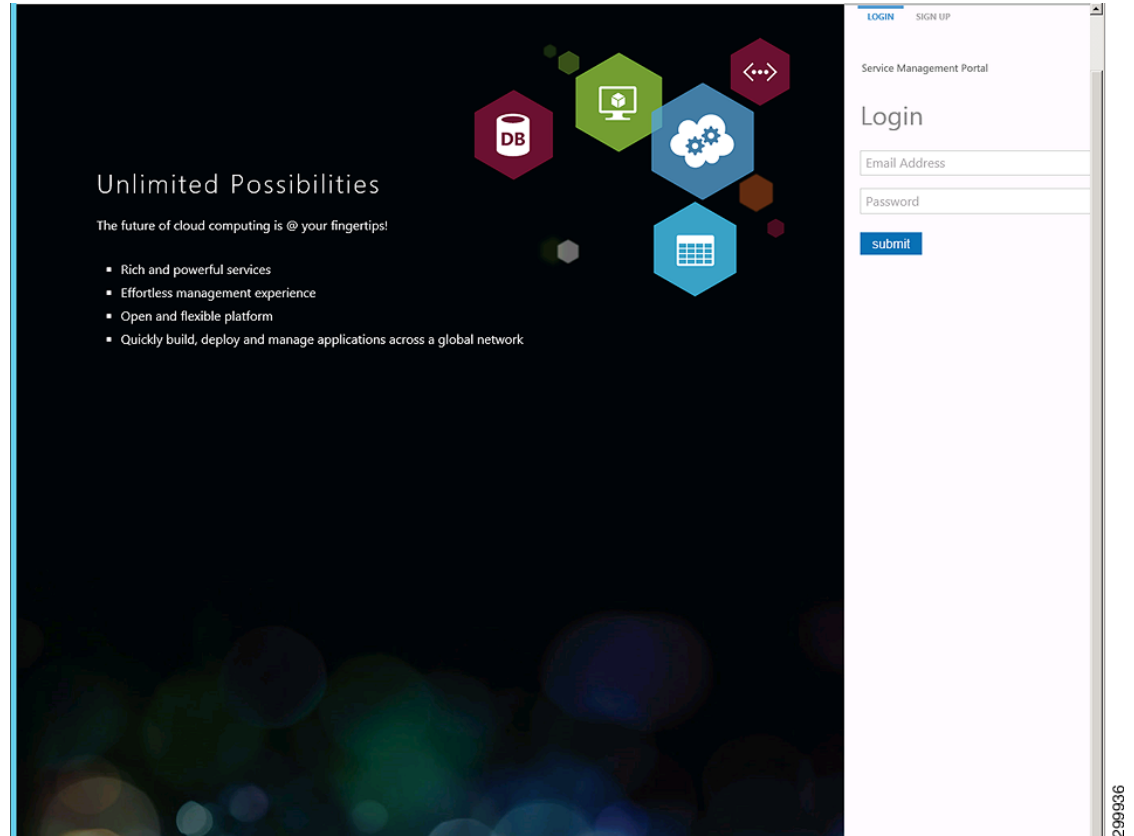 LOGIN SIGN UP
Service Management Portal
Login
Email Address
Password
submit
DB
Unlimited Possibilities
The future of cloud computing is @ your fingertips!
Rich and powerful services
Effortless management experience
Open and flexible platform
Quickly build, deploy and manage applications across a global network
299936